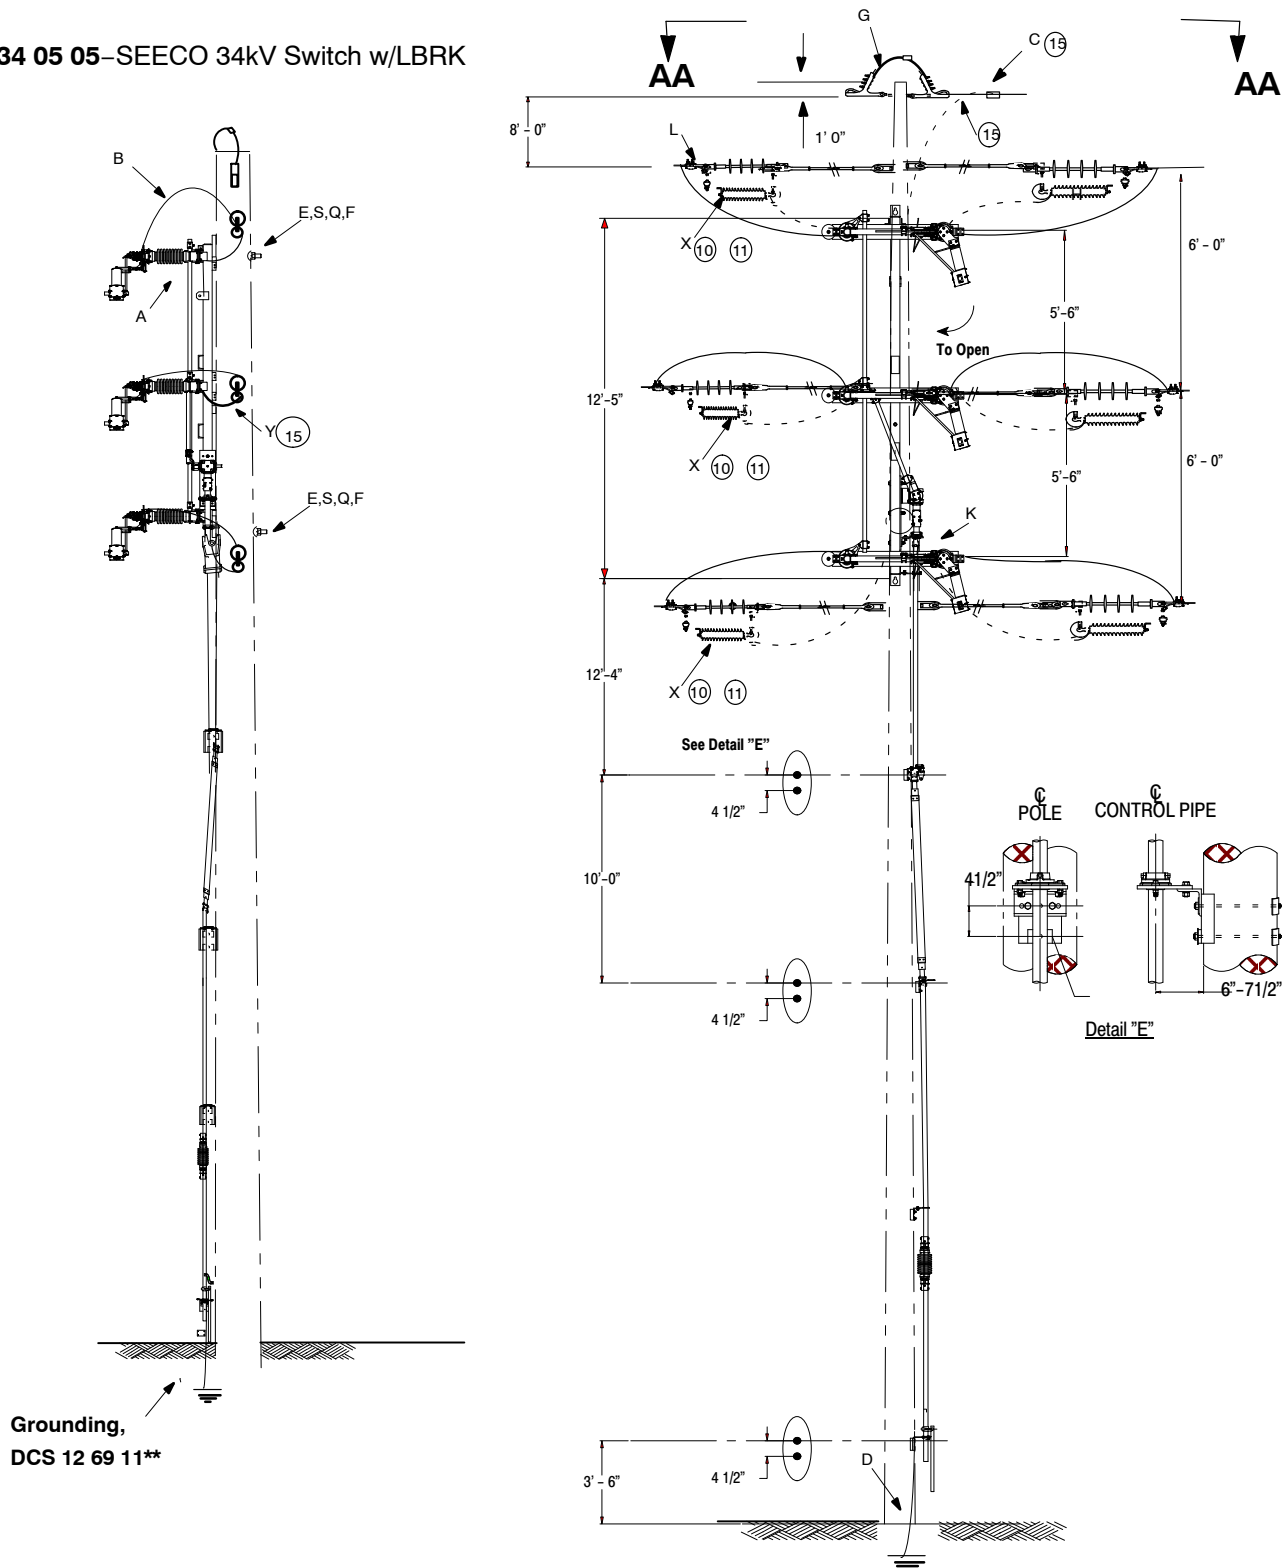 34 05 05–SEECO 34kV Switch w/LBRK
G
C 15
AA
AA
8' - 0"
1' 0"
15
L
B
E,S,Q,F
A
X 10 11
6' - 0"
5'-6"
To Open
12'-5"
Y 15
X 10 11
5'-6"
6' - 0"
E,S,Q,F
K
12'-4"
X 10 11
See Detail "E"
4 1/2"
℄
POLE
℄
CONTROL PIPE
41/2"
10'-0"
6"-71/2"
4 1/2"
Detail "E"
Grounding,
DCS 12 69 11**
D
4 1/2"
3' - 6"